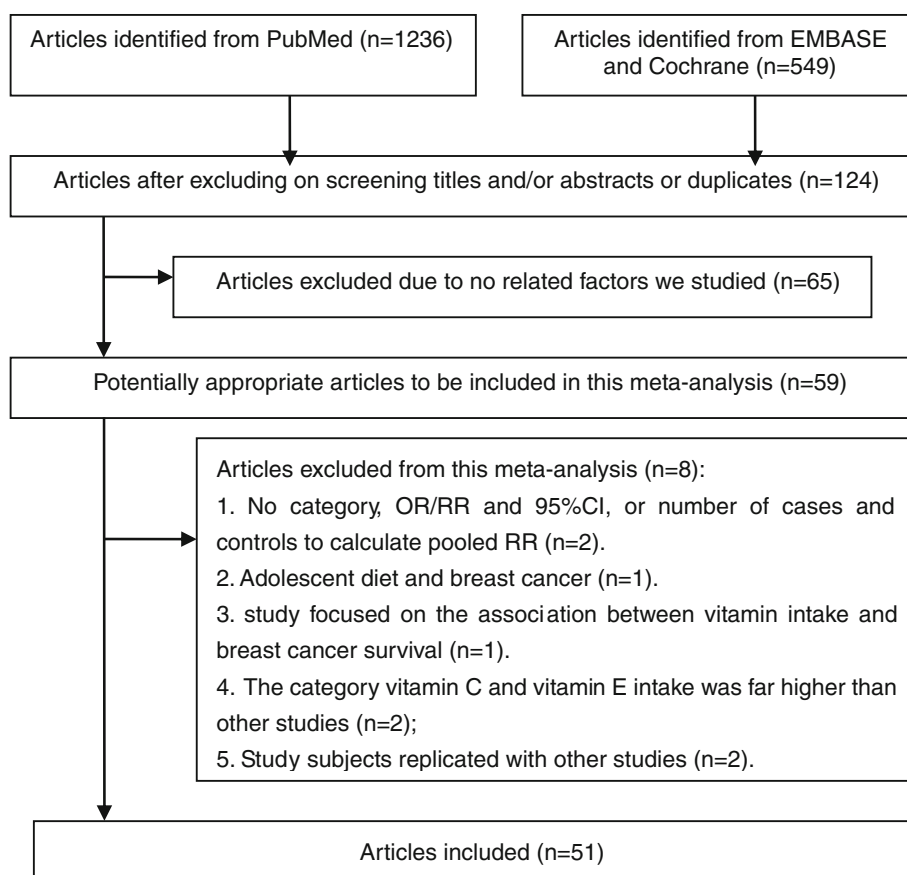 Articles identified from PubMed (n=1236)
Articles identified from EMBASE
and Cochrane (n=549)
Articles after excluding on screening titles and/or abstracts or duplicates (n=124)
Articles excluded due to no related factors we studied (n=65)
Potentially appropriate articles to be included in this meta-analysis (n=59)
Articles excluded from this meta-analysis (n=8):
1. No category, OR/RR and 95%CI, or number of cases and
controls to calculate pooled RR (n=2).
2. Adolescent diet and breast cancer (n=1).
3. study focused on the association between vitamin intake and
breast cancer survival (n=1).
4. The category vitamin C and vitamin E intake was far higher than
other studies (n=2);
5. Study subjects replicated with other studies (n=2).
Articles included (n=51)